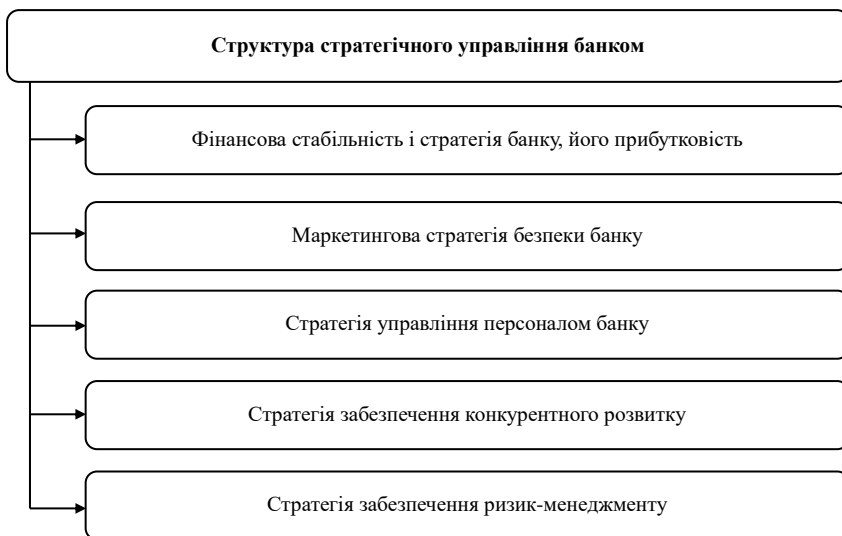 Структура стратегічного управління банком
Фінансова стабільність і стратегія банку, його прибутковість
Маркетингова стратегія безпеки банку
Стратегія управління персоналом банку
Стратегія забезпечення конкурентного розвитку
Стратегія забезпечення ризик-менеджменту